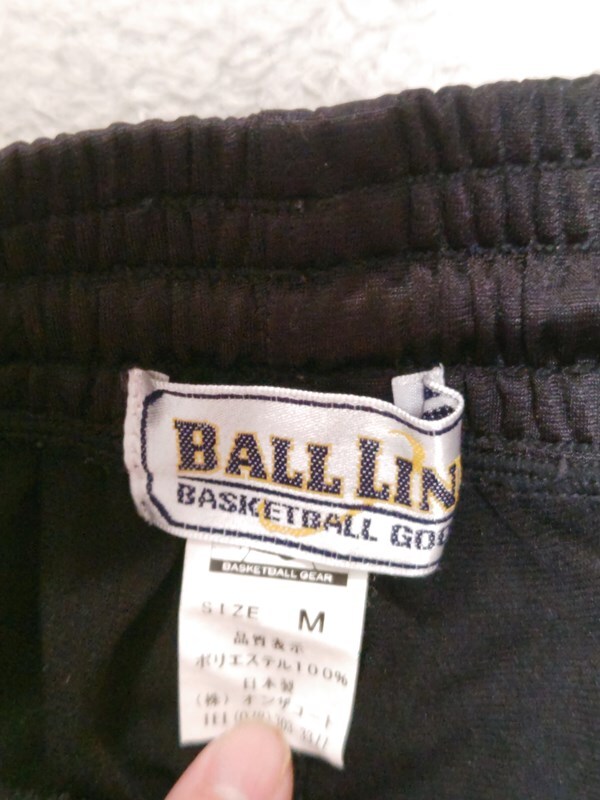 BALL LIN
BASKETBALL GOO
BASKETBALL GEAR
SIZE M
品質表示
ポリエステル100%
日本製
(株)オンザコート